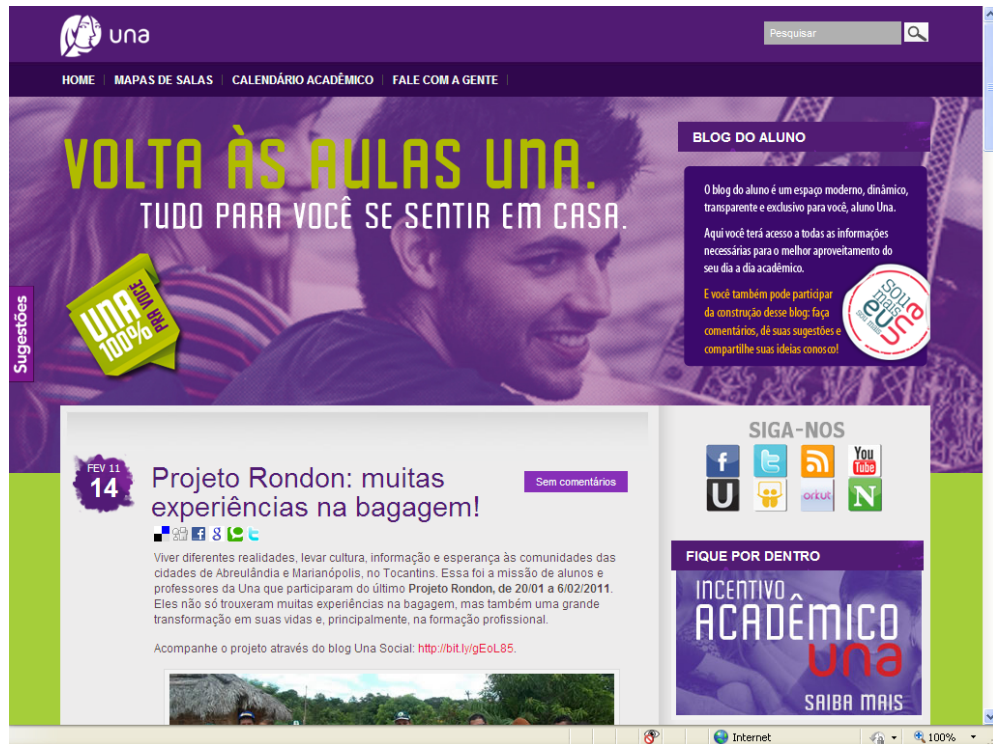 una
Pesquisar
HOME
MAPAS DE SALAS
CALENDÁRIO ACADÊMICO
FALE COM A GENTE
VOLTA ÀS AULAS UNA.
TUDO PARA VOCÊ SE SENTIR EM CASA.
UNA
100%
PRA VOCÊ
Sugestões
BLOG DO ALUNO
O blog do aluno é um espaço moderno, dinâmico,
transparente e exclusivo para você, aluno Una.
Aqui você terá acesso a todas as informações
necessárias para o melhor aproveitamento do
seu dia a dia acadêmico.
E você também pode participar
da construção desse blog: faça
comentários, dê suas sugestões e
compartilhe suas ideias conosco!
sou
mais
eu
una
FEV 11
14
Projeto Rondon: muitas
experiências na bagagem!
Sem comentários
Viver diferentes realidades, levar cultura, informação e esperança às comunidades das
cidades de Abreulândia e Marianópolis, no Tocantins. Essa foi a missão de alunos e
professores da Una que participaram do último Projeto Rondon, de 20/01 a 6/02/2011.
Eles não só trouxeram muitas experiências na bagagem, mas também uma grande
transformação em suas vidas e, principalmente, na formação profissional.
Acompanhe o projeto através do blog Una Social: http://bit.ly/gEoL85.
SIGA-NOS
You
Tube
orkut
N
FIQUE POR DENTRO
INCENTIVO
ACADÊMICO
una
SAIBA MAIS
Internet
100%